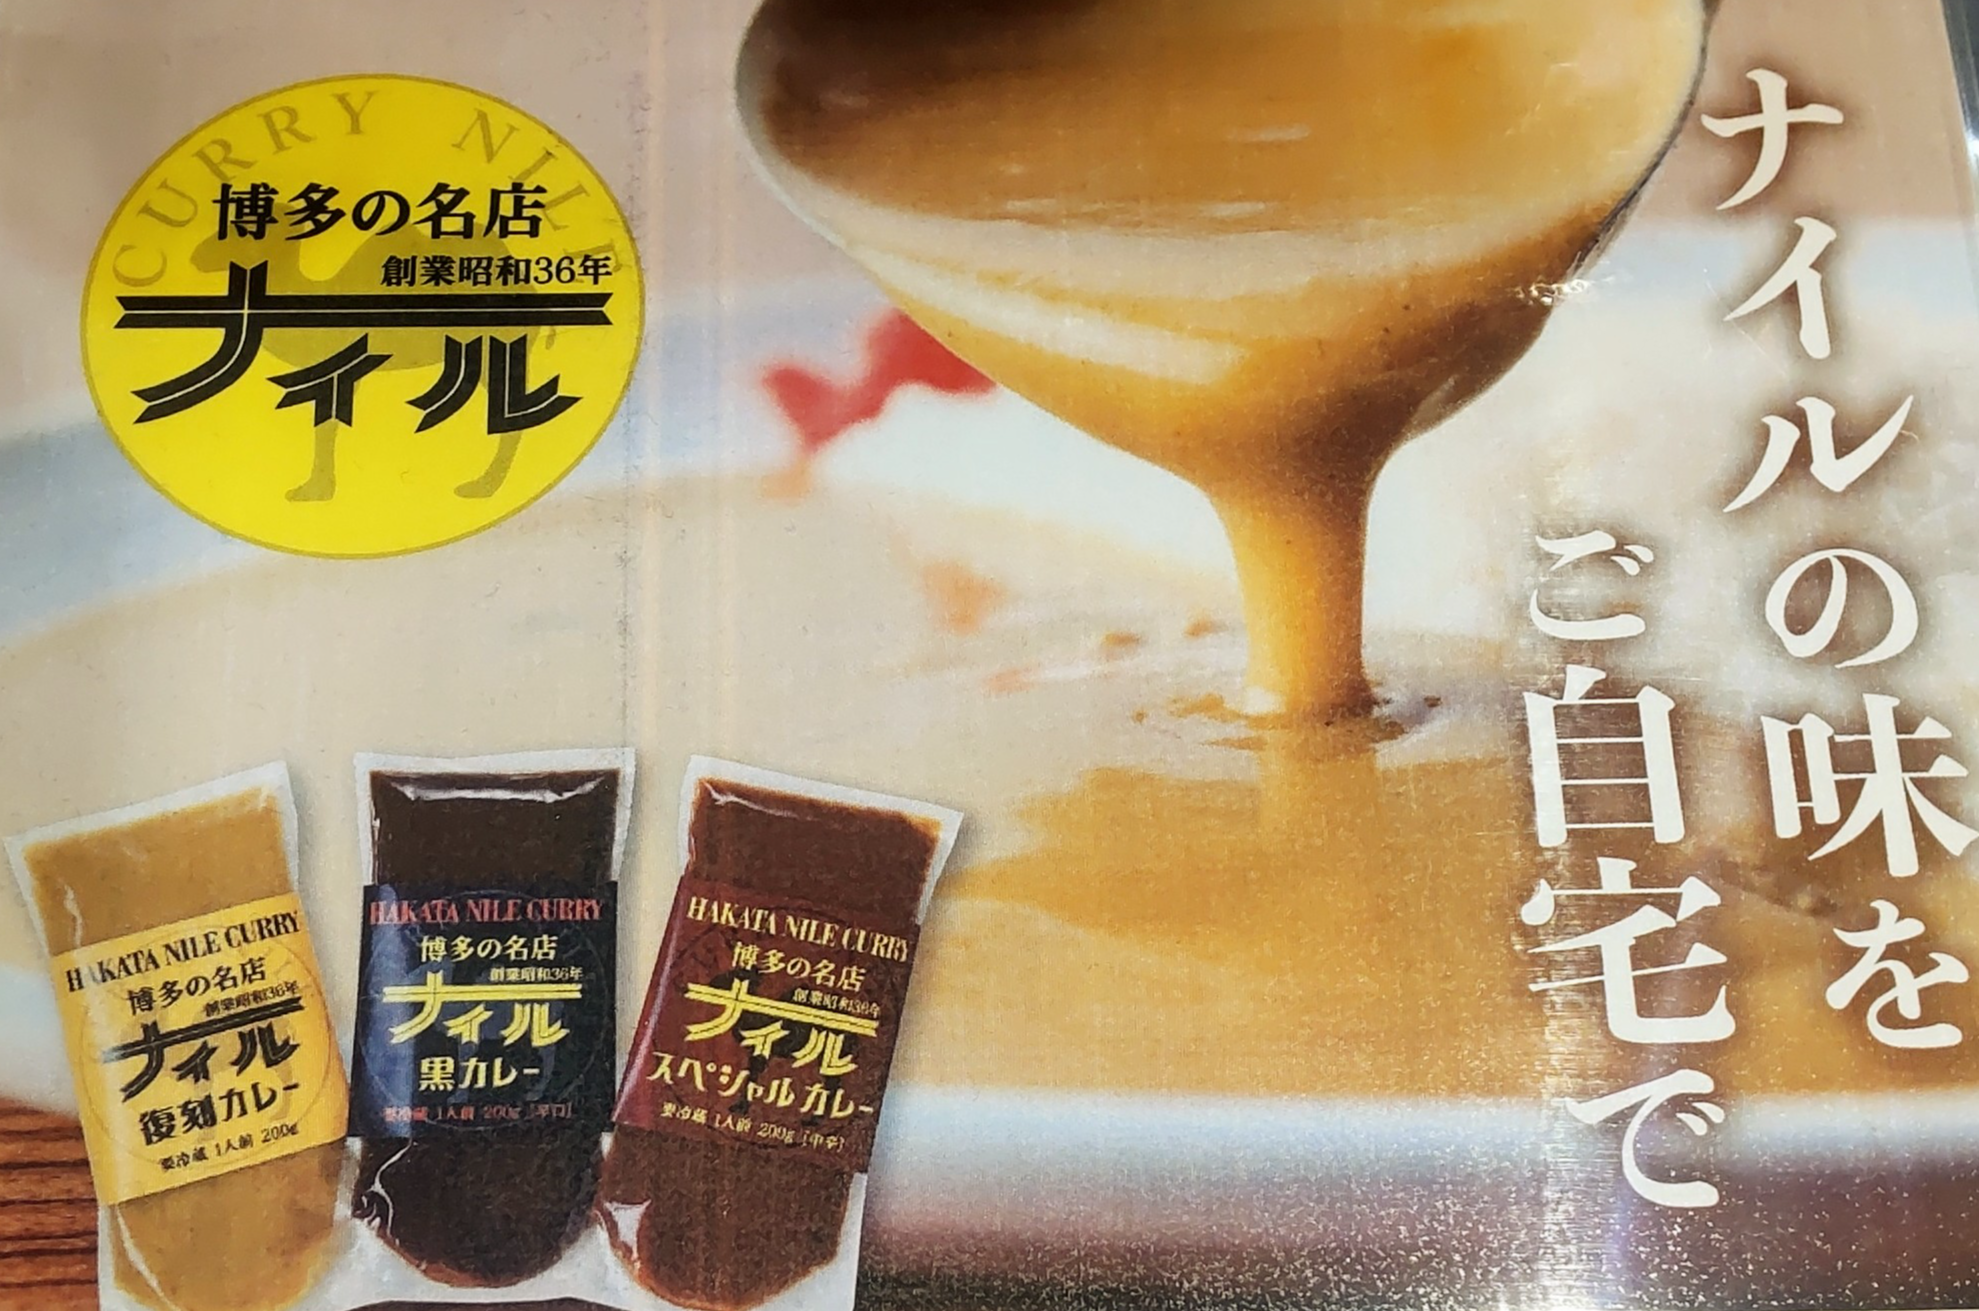 CURRY NILE
博多の名店
創業昭和36年
ナイル
ナイルの味を
ご自宅で
HAKATA NILE CURRY
博多の名店
創業昭和36年
ナイル
復刻カレー
要冷蔵 1人前 200g
HAKATA NILE CURRY
博多の名店
創業昭和36年
ナイル
黒カレー
要冷蔵 1人前 200g [辛口]
HAKATA NILE CURRY
博多の名店
創業昭和36年
ナイル
スペシャルカレー
要冷蔵 1人前 200g [中辛]